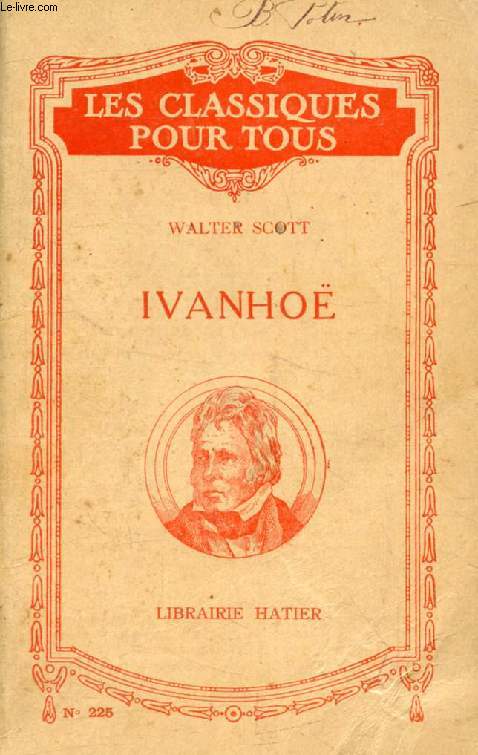 Le-livre.com
LES CLASSIQUES
POUR TOUS
WALTER SCOTT
IVANHOË
LIBRAIRIE HATIER
N° 225